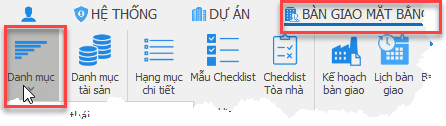 HỆ THỐNG DỰ ÁN BÀN GIAO MẶT BẰNG
Danh mục Danh mục Hạng mục Mẫu Checklist Checklist Kế hoạch Lịch bàn
tài sản chi tiết Tòa nhà bàn giao giao